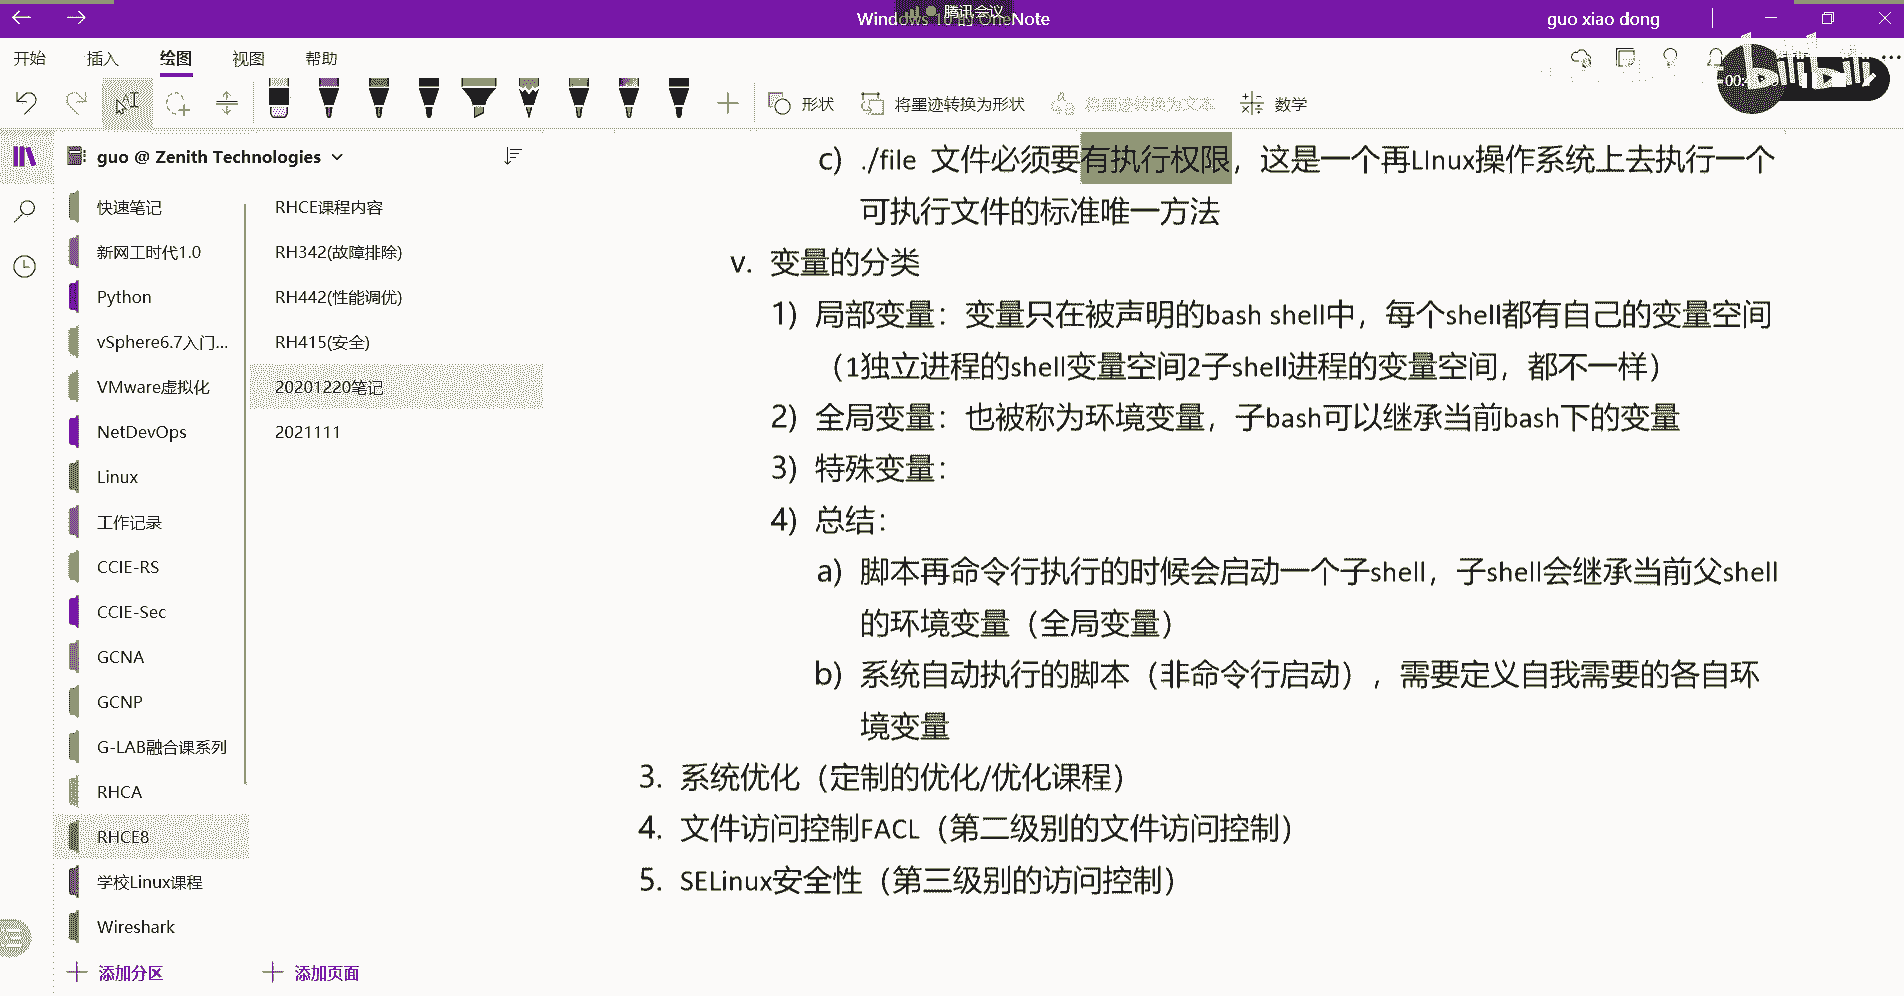 Windows 10 的 OneNote
腾讯会议
guo xiao dong
开始 插入 绘图 视图 帮助
形状 将墨迹转换为形状 将墨迹转换为文本 数学
bilibili
guo @ Zenith Technologies
快速笔记
新网工时代1.0
Python
vSphere6.7入门...
VMware虚拟化
NetDevOps
Linux
工作记录
CCIE-RS
CCIE-Sec
GCNA
GCNP
G-LAB融合课系列
RHCA
RHCE8
学校Linux课程
Wireshark
添加分区
RHCE课程内容
RH342(故障排除)
RH442(性能调优)
RH415(安全)
20201220笔记
2021111
添加页面
c) ./file 文件必须要有执行权限，这是一个再LInux操作系统上去执行一个
可执行文件的标准唯一方法
v. 变量的分类
1) 局部变量：变量只在被声明的bash shell中，每个shell都有自己的变量空间
（1独立进程的shell变量空间2子shell进程的变量空间，都不一样）
2) 全局变量：也被称为环境变量，子bash可以继承当前bash下的变量
3) 特殊变量：
4) 总结：
a) 脚本再命令行执行的时候会启动一个子shell，子shell会继承当前父shell
的环境变量（全局变量）
b) 系统自动执行的脚本（非命令行启动），需要定义自我需要的各自环
境变量
3. 系统优化（定制的优化/优化课程）
4. 文件访问控制FACL（第二级别的文件访问控制）
5. SELinux安全性（第三级别的访问控制）